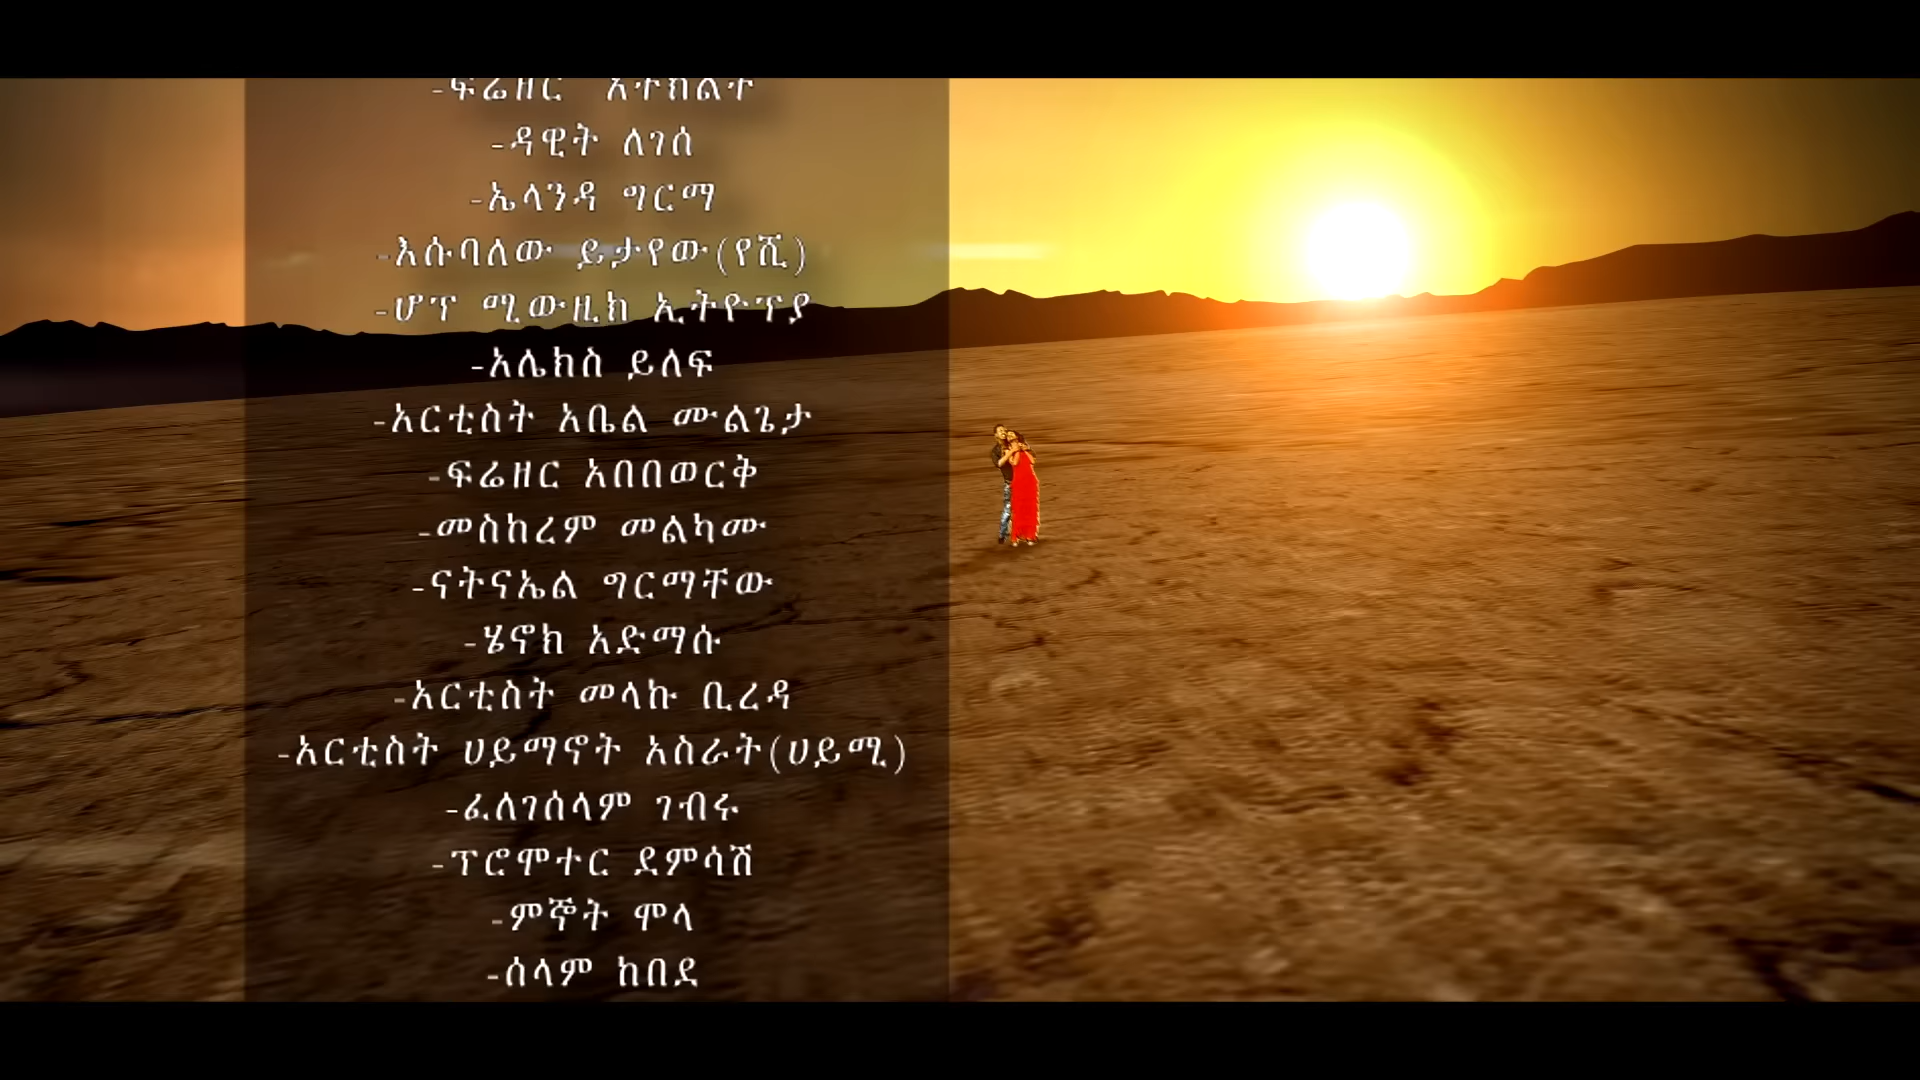 -ፍሬዘር አትክልት
-ዳዊት ለገሰ
-ኤላንዳ ግርማ
-እሱባለው ይታየው(የሺ)
-ሆፕ ሚውዚክ ኢትዮጵያ
-አሌክስ ይለፍ
-አርቲስት አቤል ሙልጌታ
-ፍሬዘር አበበወርቅ
-መስከረም መልካሙ
-ናትናኤል ግርማቸው
-ሄኖክ አድማሱ
-አርቲስት መላኩ ቢረዳ
-አርቲስት ሀይማኖት አስራት(ሀይሚ)
-ፈለገሰላም ገብሩ
-ፕሮሞተር ደምሳሽ
-ምኞት ሞላ
-ሰላም ከበደ